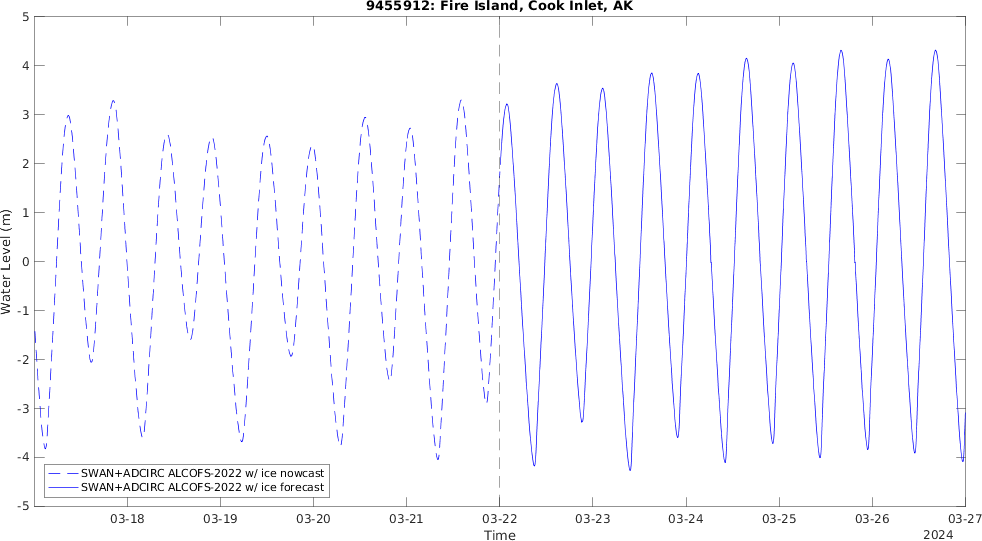 9455912: Fire Island, Cook Inlet, AK
5
4
3
2
1
0
-1
-2
-3
-4
-5
Water Level (m)
SWAN+ADCIRC ALCOFS-2022 w/ ice nowcast
SWAN+ADCIRC ALCOFS-2022 w/ ice forecast
03-18 03-19 03-20 03-21 03-22 03-23 03-24 03-25 03-26 03-27
Time
2024